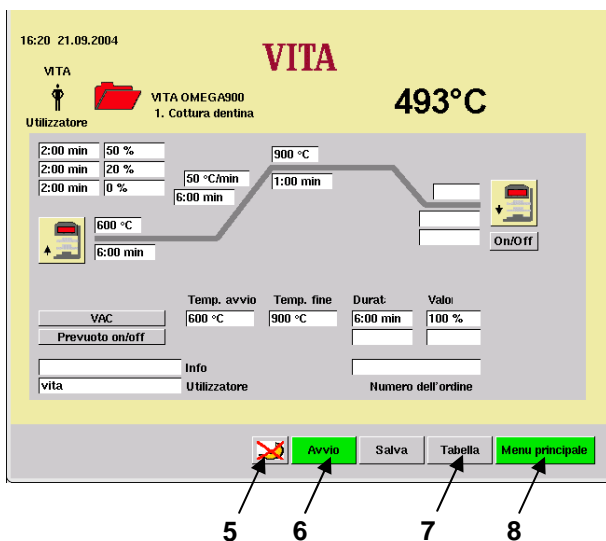 16:20 21.09.2004
VITA
VITA
Utilizzatore
VITA OMEGA900
1. Cottura dentina
493°C
2:00 min 50 %
2:00 min 20 %
2:00 min 0 %
50 °C/min
6:00 min
900 °C
1:00 min
600 °C
6:00 min
On/Off
Temp. avvio Temp. fine Durat Valor
VAC 600 °C 900 °C 6:00 min 100 %
Prevuoto on/off
Info
vita Utilizzatore Numero dell'ordine
Avvio Salva Tabella Menu principale
5 6 7 8